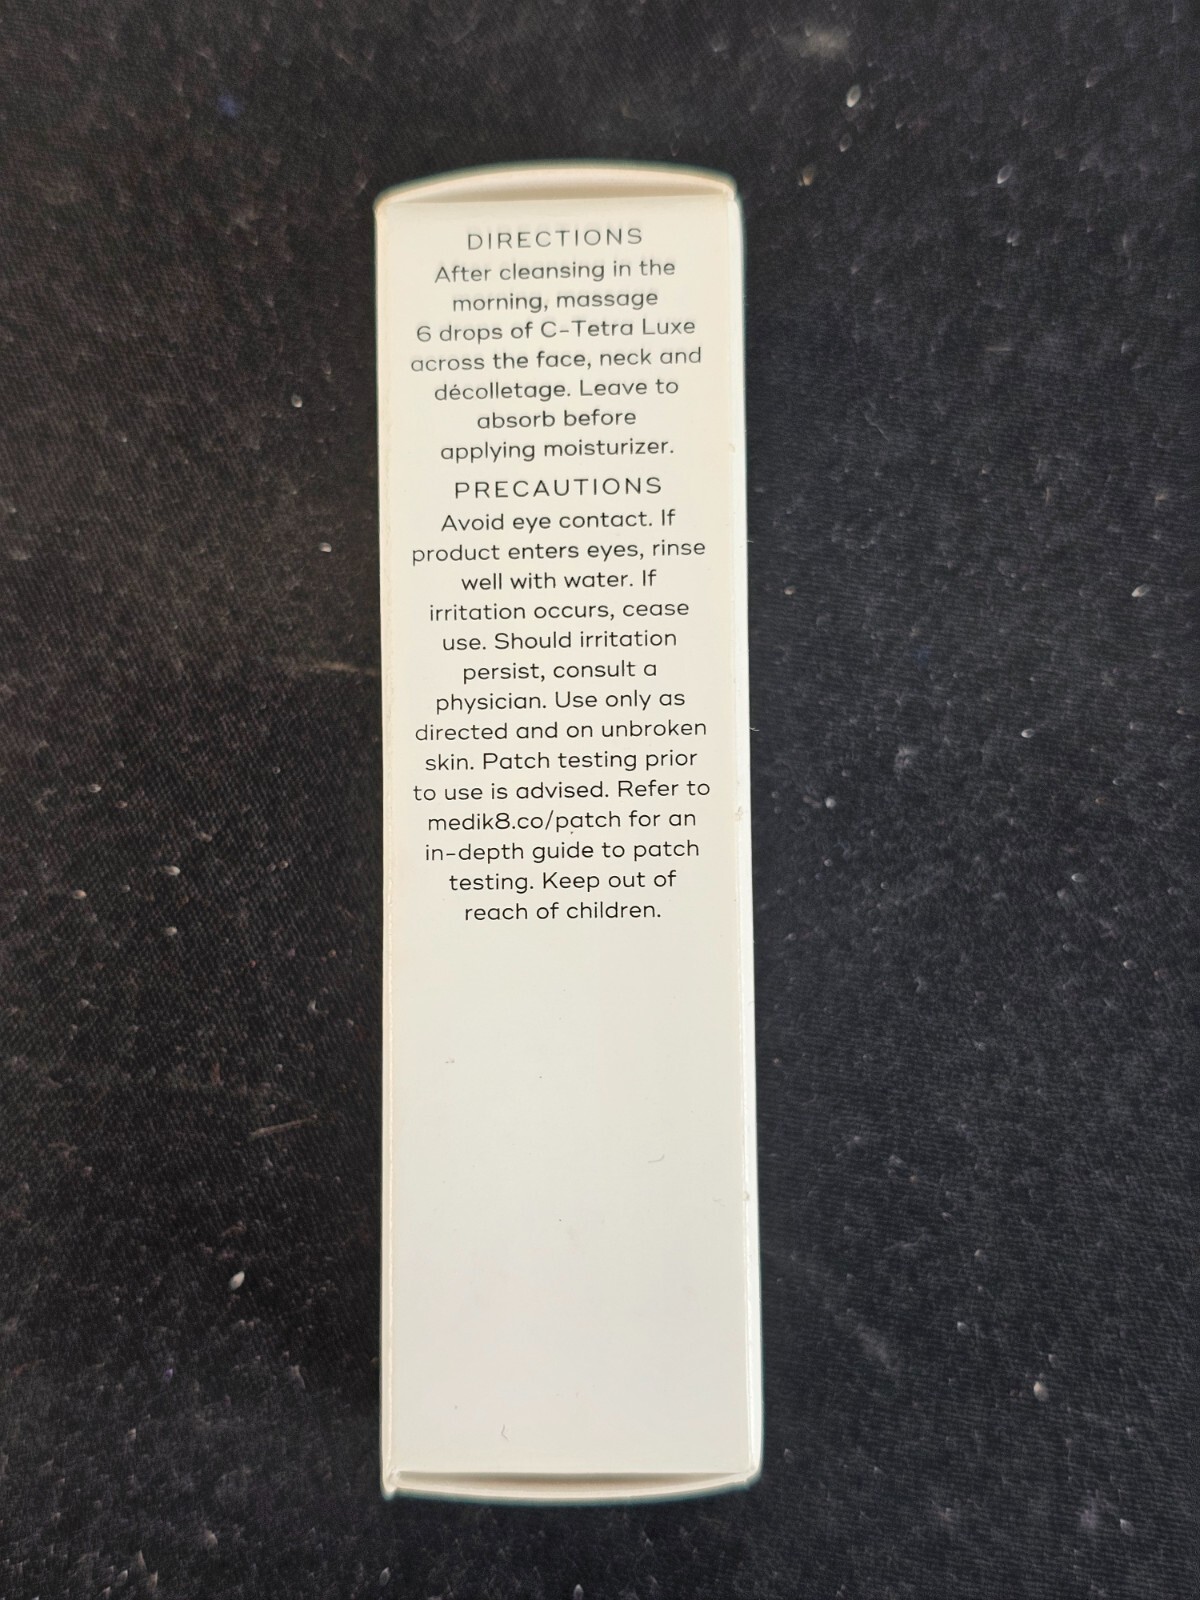 DIRECTIONS
After cleansing in the
morning, massage
6 drops of C-Tetra Luxe
across the face, neck and
décolletage. Leave to
absorb before
applying moisturizer.
PRECAUTIONS
Avoid eye contact. If
product enters eyes, rinse
well with water. If
irritation occurs, cease
use. Should irritation
persist, consult a
physician. Use only as
directed and on unbroken
skin. Patch testing prior
to use is advised. Refer to
medik8.co/patch for an
in-depth guide to patch
testing. Keep out of
reach of children.